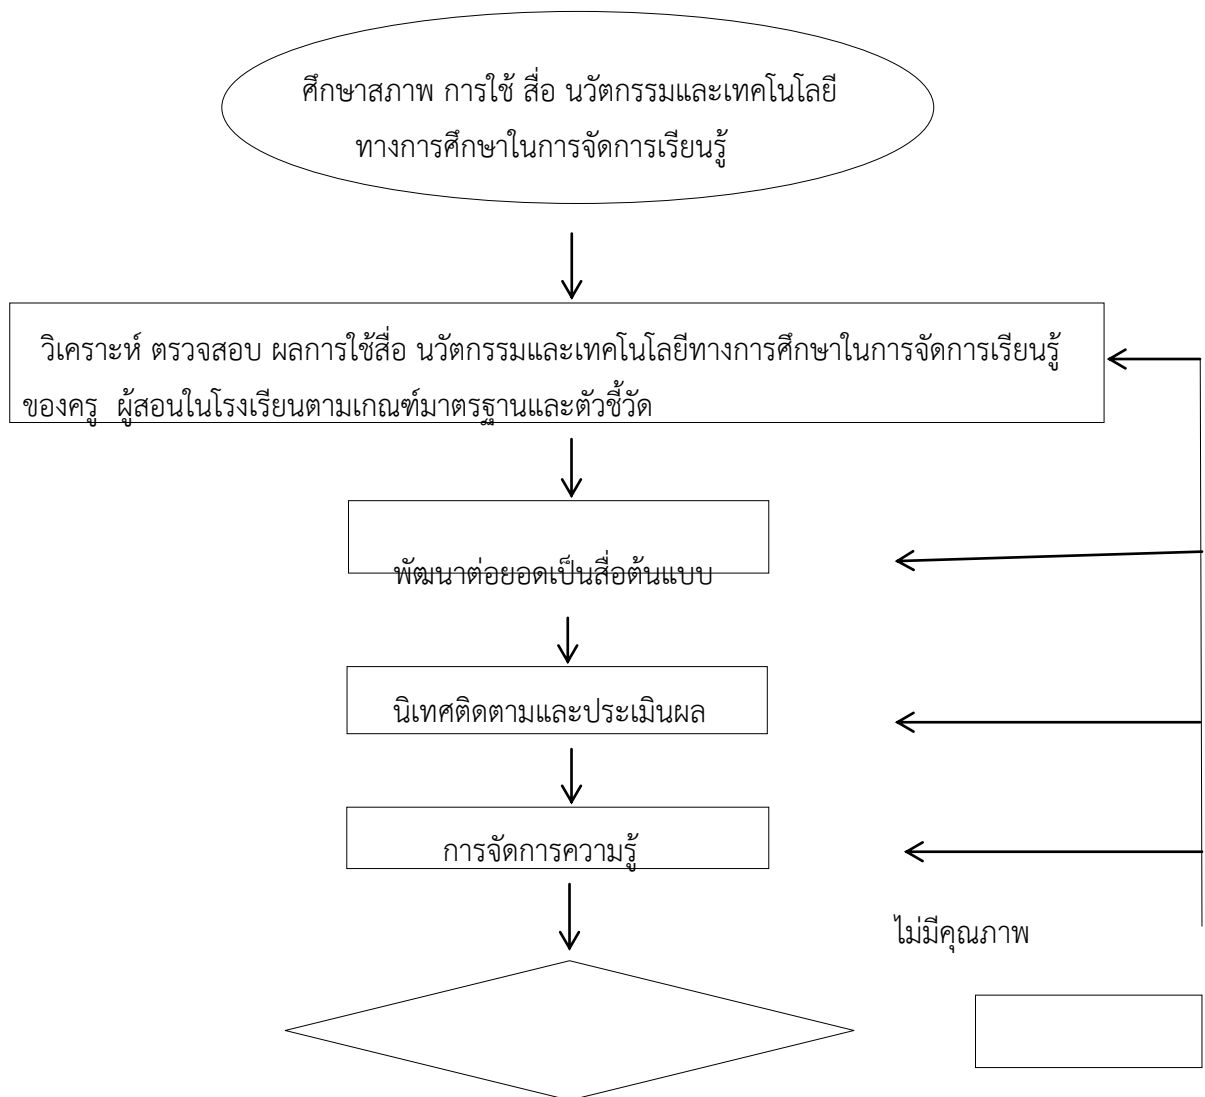 ศึกษาสภาพ การใช้ สื่อ นวัตกรรมและเทคโนโลยี
ทางการศึกษาในการจัดการเรียนรู้
วิเคราะห์ ตรวจสอบ ผลการใช้สื่อ นวัตกรรมและเทคโนโลยีทางการศึกษาในการจัดการเรียนรู้
ของครู ผู้สอนในโรงเรียนตามเกณฑ์มาตรฐานและตัวชี้วัด
พัฒนาต่อยอดเป็นสื่อต้นแบบ
นิเทศติดตามและประเมินผล
การจัดการความรู้
ไม่มีคุณภาพ